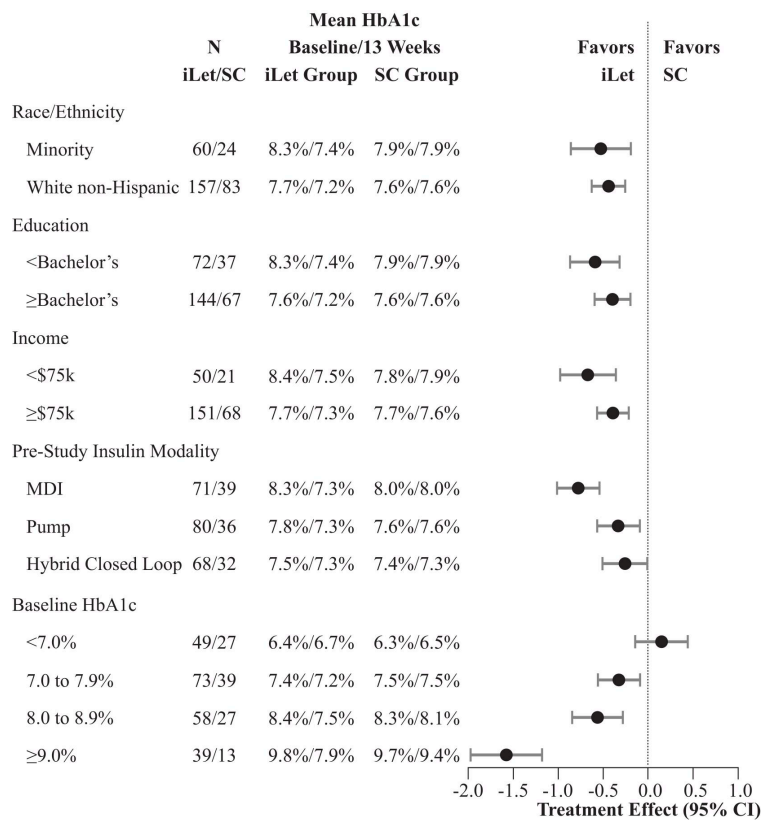 Mean HbA1c
N Baseline/13 Weeks Favors Favors
iLet/SC iLet Group SC Group iLet SC
Race/Ethnicity
Minority 60/24 8.3%/7.4% 7.9%/7.9%
White non-Hispanic 157/83 7.7%/7.2% 7.6%/7.6%
Education
<Bachelor’s 72/37 8.3%/7.4% 7.9%/7.9%
≥Bachelor’s 144/67 7.6%/7.2% 7.6%/7.6%
Income
<$75k 50/21 8.4%/7.5% 7.8%/7.9%
≥$75k 151/68 7.7%/7.3% 7.7%/7.6%
Pre-Study Insulin Modality
MDI 71/39 8.3%/7.3% 8.0%/8.0%
Pump 80/36 7.8%/7.3% 7.6%/7.6%
Hybrid Closed Loop 68/32 7.5%/7.3% 7.4%/7.3%
Baseline HbA1c
<7.0% 49/27 6.4%/6.7% 6.3%/6.5%
7.0 to 7.9% 73/39 7.4%/7.2% 7.5%/7.5%
8.0 to 8.9% 58/27 8.4%/7.5% 8.3%/8.1%
≥9.0% 39/13 9.8%/7.9% 9.7%/9.4%
-2.0 -1.5 -1.0 -0.5 0.0 0.5 1.0
Treatment Effect (95% CI)